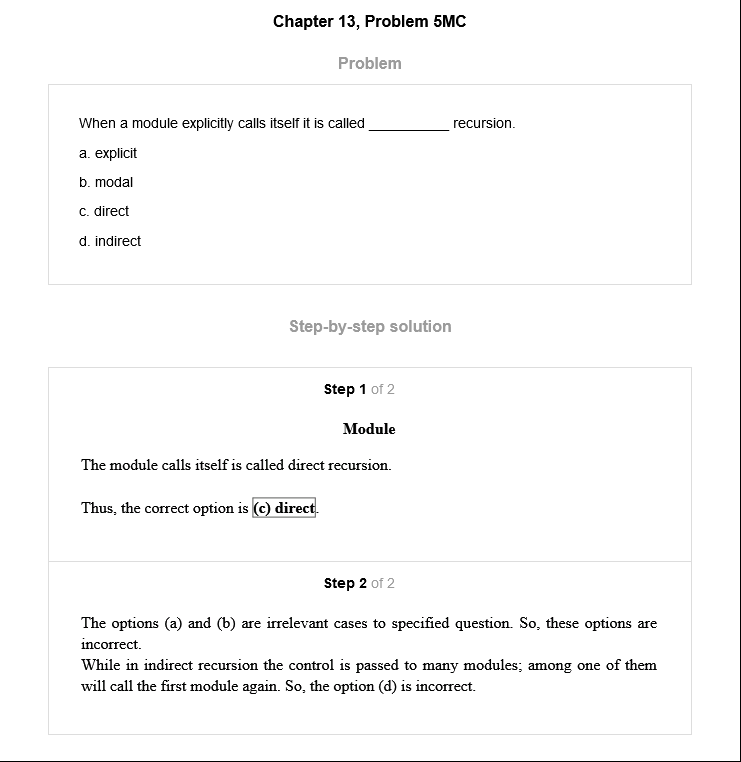 Chapter 13, Problem 5MC
Problem
When a module explicitly calls itself it is called __________ recursion.
a. explicit
b. modal
c. direct
d. indirect
Step-by-step solution
Step 1 of 2
Module
The module calls itself is called direct recursion.
Thus, the correct option is (c) direct.
Step 2 of 2
The options (a) and (b) are irrelevant cases to specified question. So, these options are
incorrect.
While in indirect recursion the control is passed to many modules; among one of them
will call the first module again. So, the option (d) is incorrect.